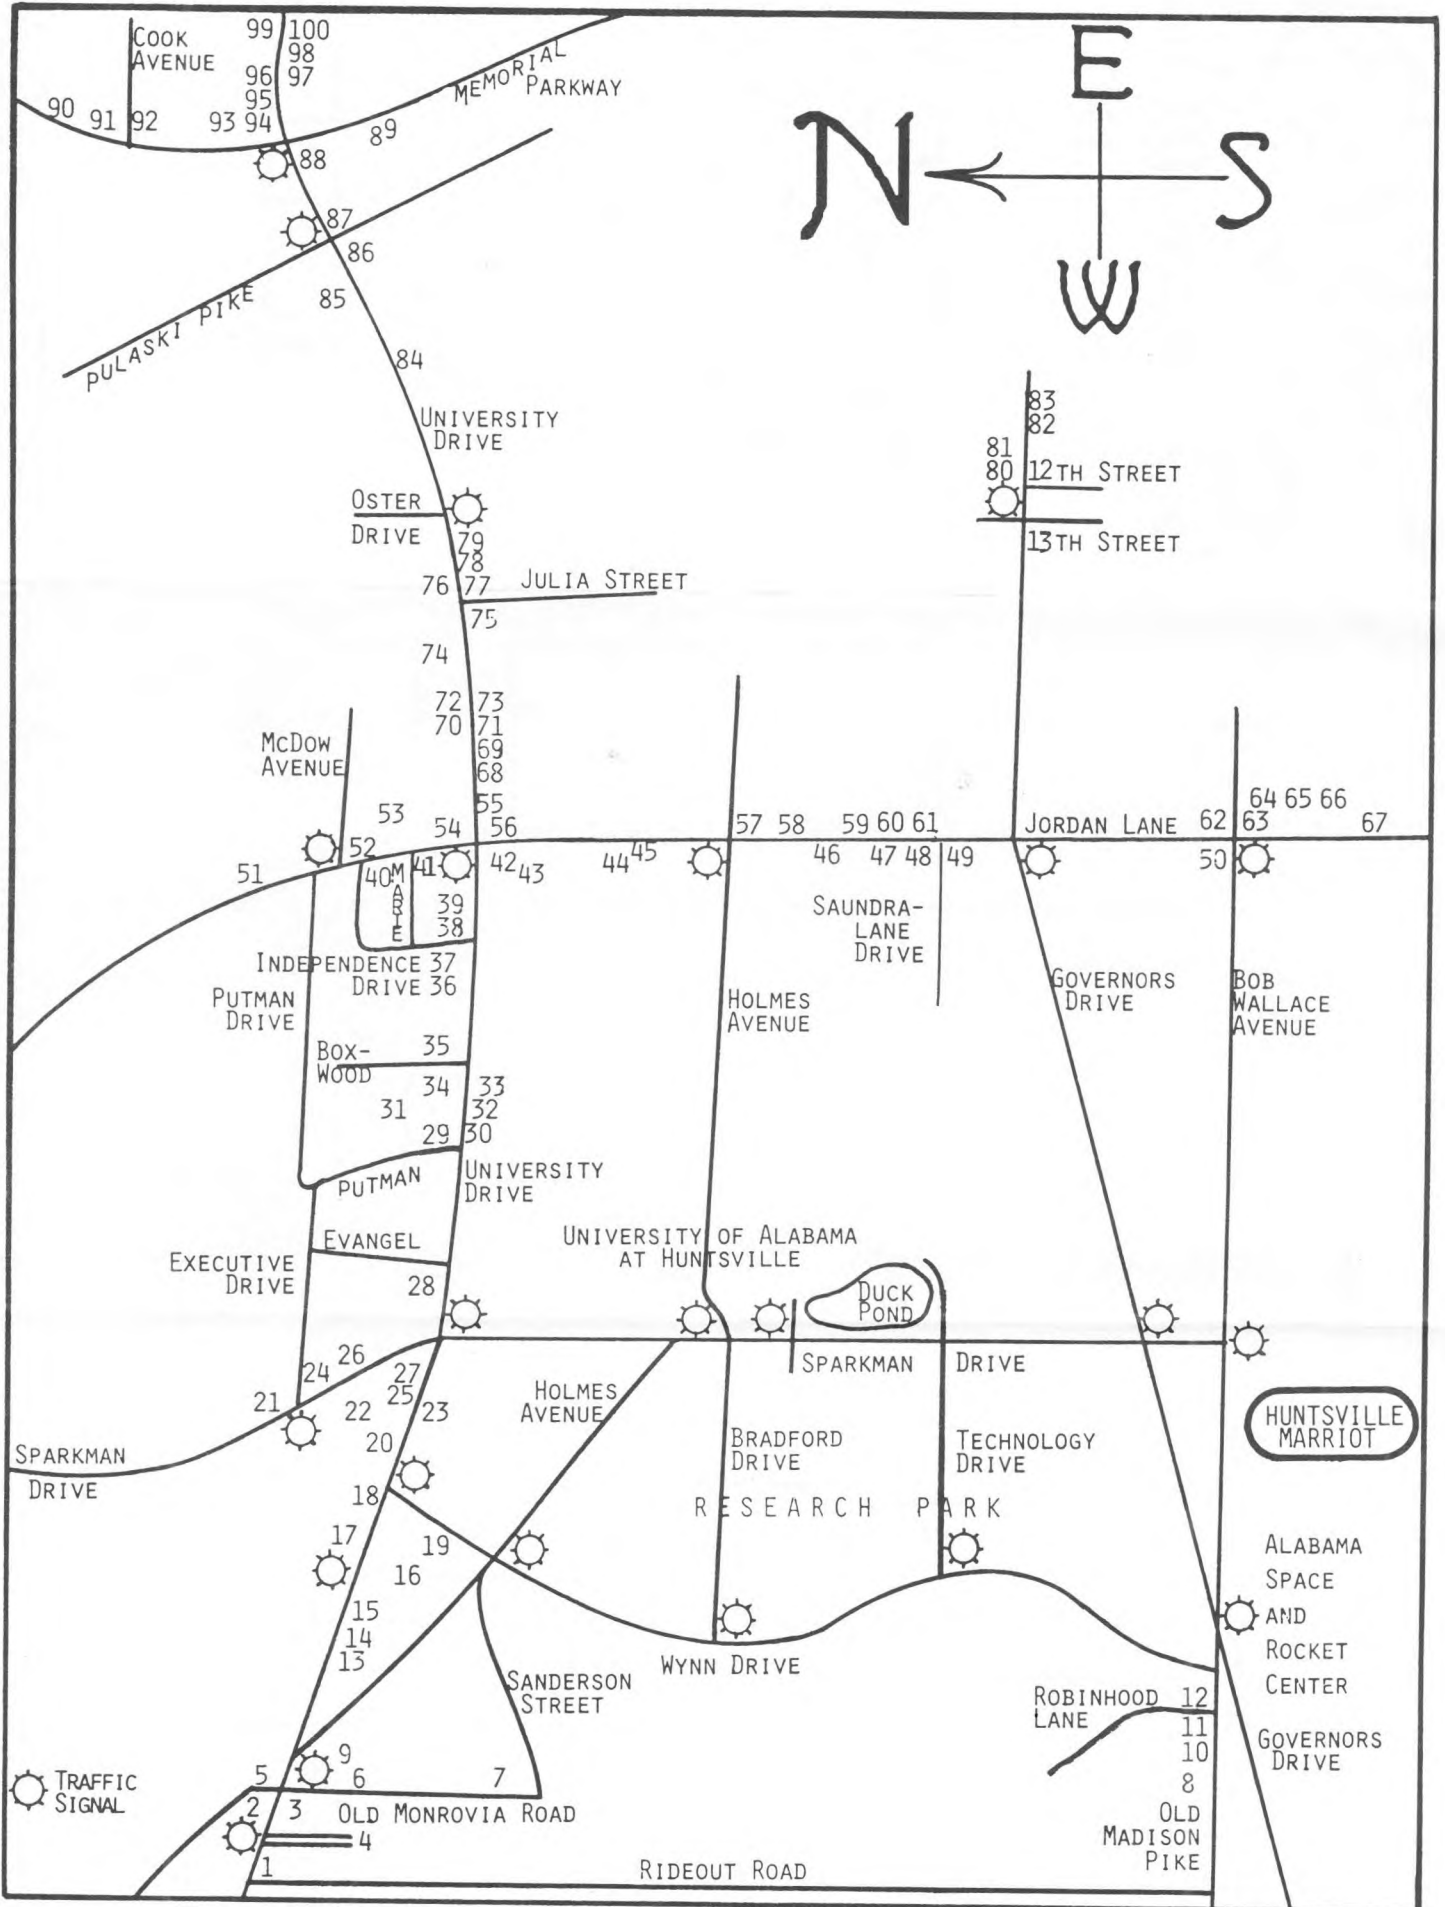 COOK
AVENUE
99 100
98
96 97
95
90 91 92 93 94
89
MEMORIAL
PARKWAY
E
N
S
W
88
87
86
85
PULASKI PIKE
84
UNIVERSITY
DRIVE
83
82
81
80 12TH STREET
13TH STREET
OSTER
DRIVE
79
78
76 77
JULIA STREET
75
74
72 73
70 71
69
68
McDOW
AVENUE
53
55
54 56
57 58 59 60 61
JORDAN LANE
62 63
64 65 66
67
51
52
40
41
42 43
44 45
46 47 48 49
50
MARIE
39
38
SAUNDRA-
LANE
DRIVE
INDEPENDENCE 37
DRIVE 36
PUTMAN
DRIVE
HOLMES
AVENUE
GOVERNORS
DRIVE
BOB
WALLACE
AVENUE
BOX-
WOOD
35
34 33
31 32
29 30
PUTMAN
UNIVERSITY
DRIVE
EVANGEL
EXECUTIVE
DRIVE
28
UNIVERSITY OF ALABAMA
AT HUNTSVILLE
DUCK
POND
SPARKMAN DRIVE
26
24
27
25
21
22 23
20
SPARKMAN
DRIVE
HOLMES
AVENUE
BRADFORD
DRIVE
TECHNOLOGY
DRIVE
HUNTSVILLE
MARRIOT
RESEARCH PARK
18
17
19
16
15
14
13
ALABAMA
SPACE
AND
ROCKET
CENTER
WYNN DRIVE
SANDERSON
STREET
ROBINHOOD
LANE
12
11
10
8
GOVERNORS
DRIVE
9
5 6 7
TRAFFIC
SIGNAL
2 3 OLD MONROVIA ROAD
4
OLD
MADISON
PIKE
1
RIDEOUT ROAD